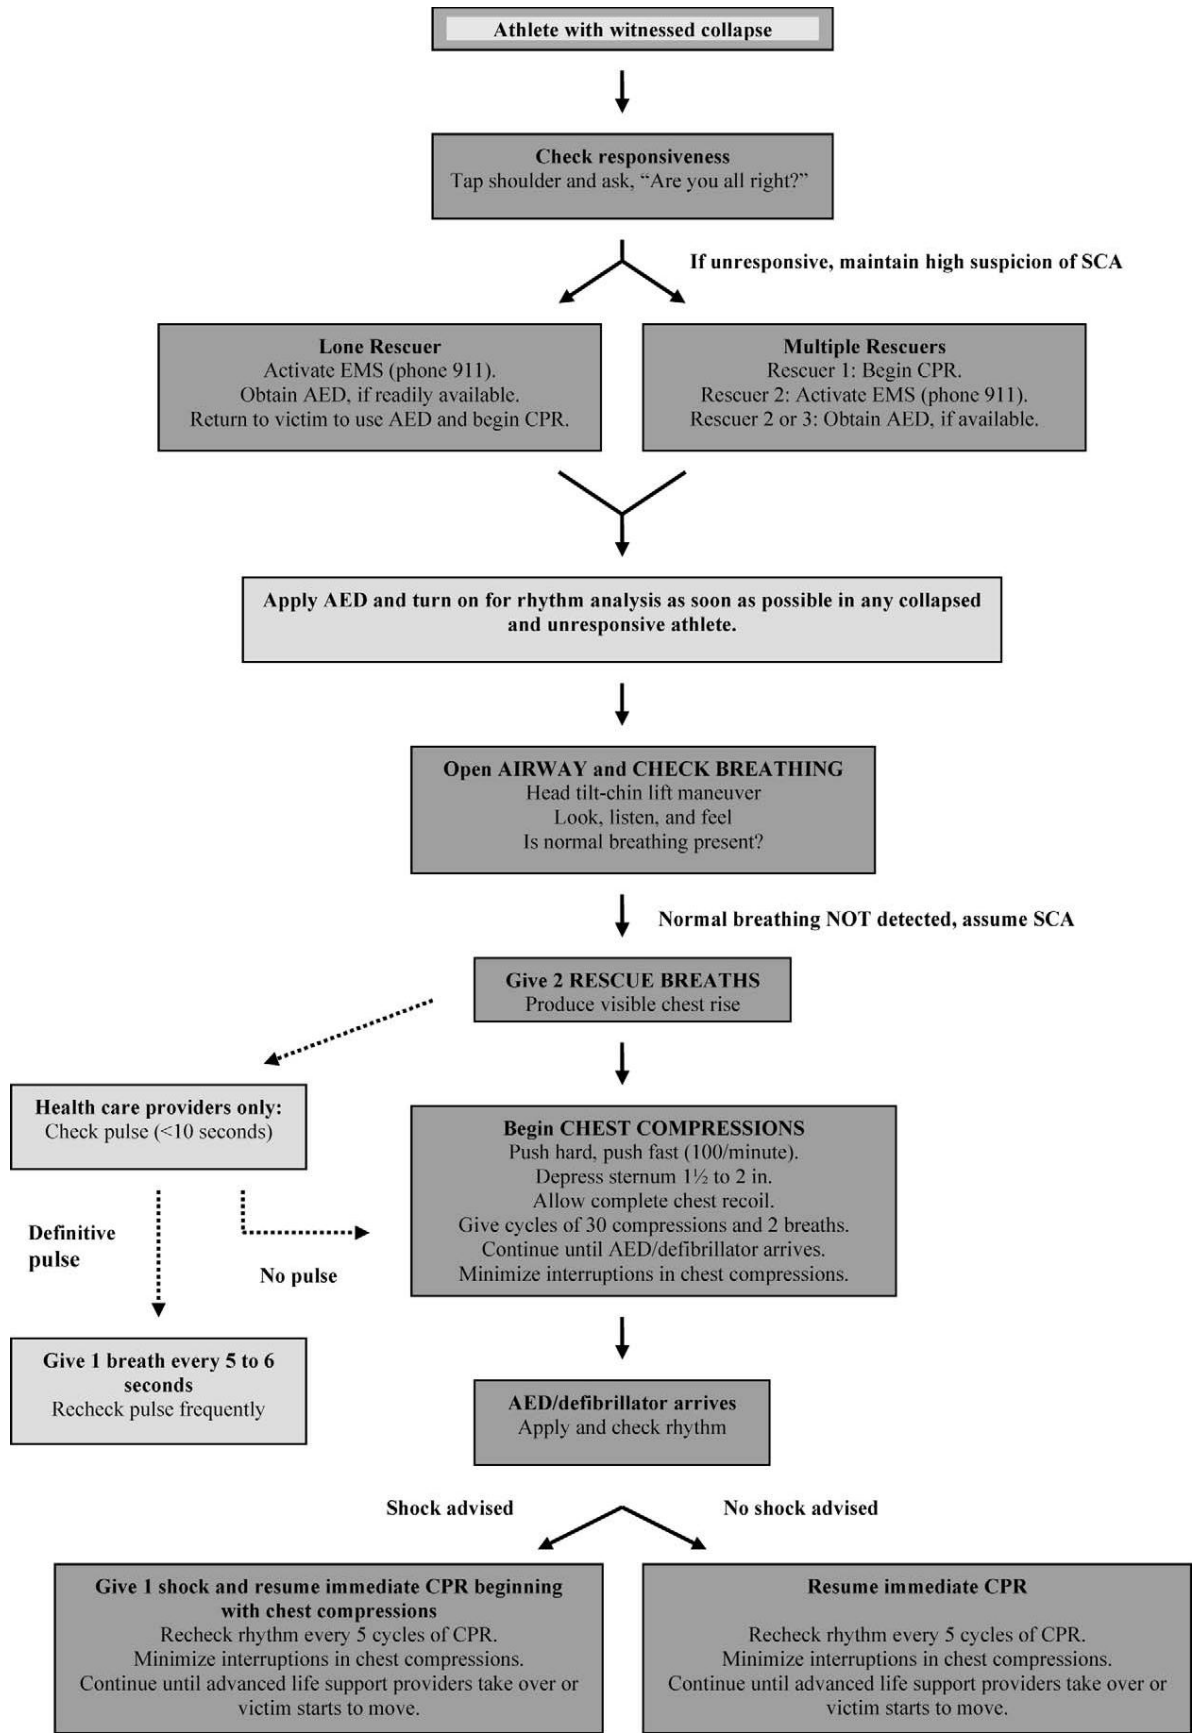 Athlete with witnessed collapse
Check responsiveness
Tap shoulder and ask, “Are you all right?”
If unresponsive, maintain high suspicion of SCA
Lone Rescuer
Activate EMS (phone 911).
Obtain AED, if readily available.
Return to victim to use AED and begin CPR.
Multiple Rescuers
Rescuer 1: Begin CPR.
Rescuer 2: Activate EMS (phone 911).
Rescuer 2 or 3: Obtain AED, if available.
Apply AED and turn on for rhythm analysis as soon as possible in any collapsed
and unresponsive athlete.
Open AIRWAY and CHECK BREATHING
Head tilt-chin lift maneuver
Look, listen, and feel
Is normal breathing present?
Normal breathing NOT detected, assume SCA
Give 2 RESCUE BREATHS
Produce visible chest rise
Health care providers only:
Check pulse (<10 seconds)
Definitive
pulse
No pulse
Give 1 breath every 5 to 6
seconds
Recheck pulse frequently
Begin CHEST COMPRESSIONS
Push hard, push fast (100/minute).
Depress sternum 1½ to 2 in.
Allow complete chest recoil.
Give cycles of 30 compressions and 2 breaths.
Continue until AED/defibrillator arrives.
Minimize interruptions in chest compressions.
AED/defibrillator arrives
Apply and check rhythm
Shock advised
No shock advised
Give 1 shock and resume immediate CPR beginning
with chest compressions
Recheck rhythm every 5 cycles of CPR.
Minimize interruptions in chest compressions.
Continue until advanced life support providers take over or
victim starts to move.
Resume immediate CPR
Recheck rhythm every 5 cycles of CPR.
Minimize interruptions in chest compressions.
Continue until advanced life support providers take over or
victim starts to move.